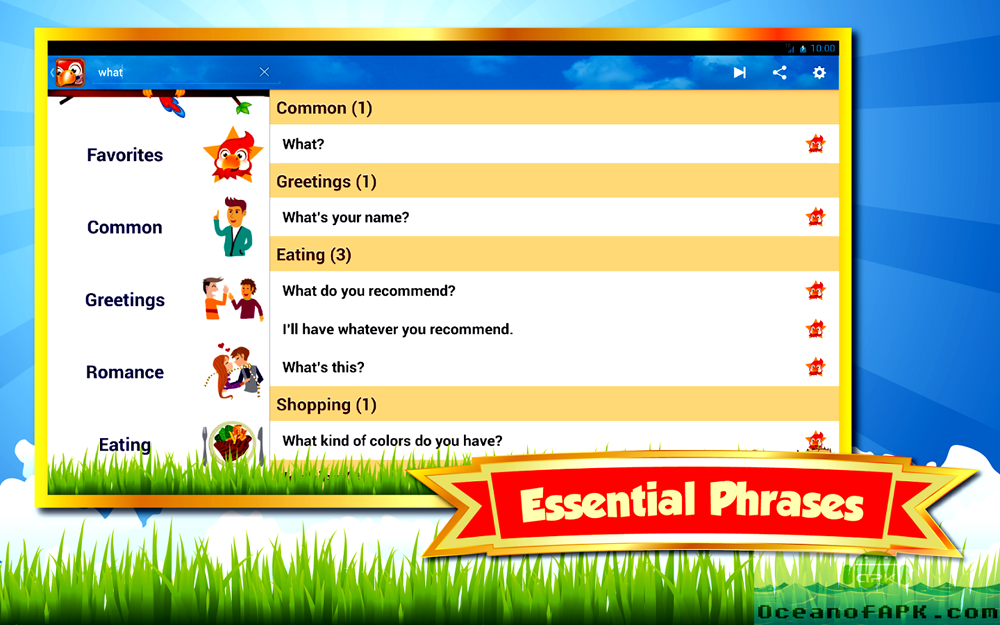 10:00
what
Favorites
Common
Greetings
Romance
Eating
Common (1)
What?
Greetings (1)
What's your name?
Eating (3)
What do you recommend?
I'll have whatever you recommend.
What's this?
Shopping (1)
What kind of colors do you have?
Essential Phrases
APK
OceanofAPK.com